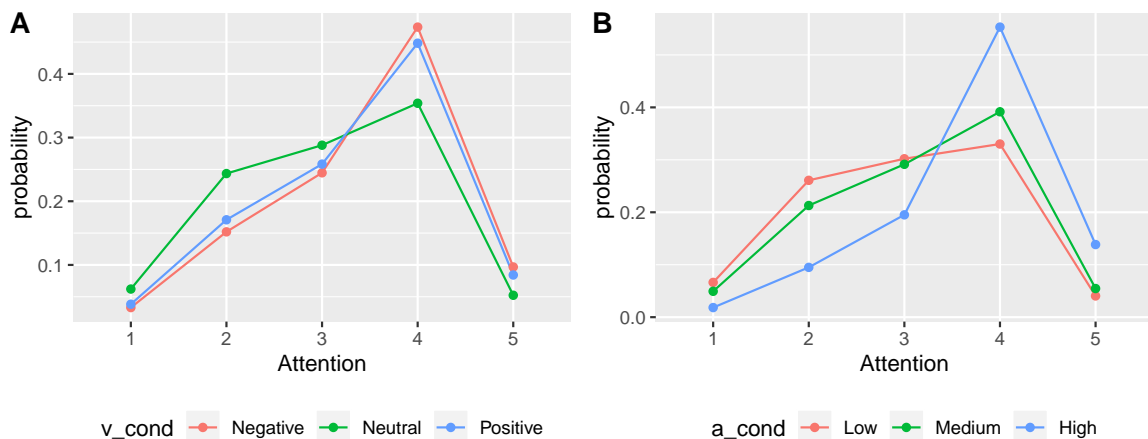 A
probability
0.4
0.3
0.2
0.1
1 2 3 4 5
Attention
v_cond Negative Neutral Positive
B
probability
0.4
0.2
0.0
1 2 3 4 5
Attention
a_cond Low Medium High